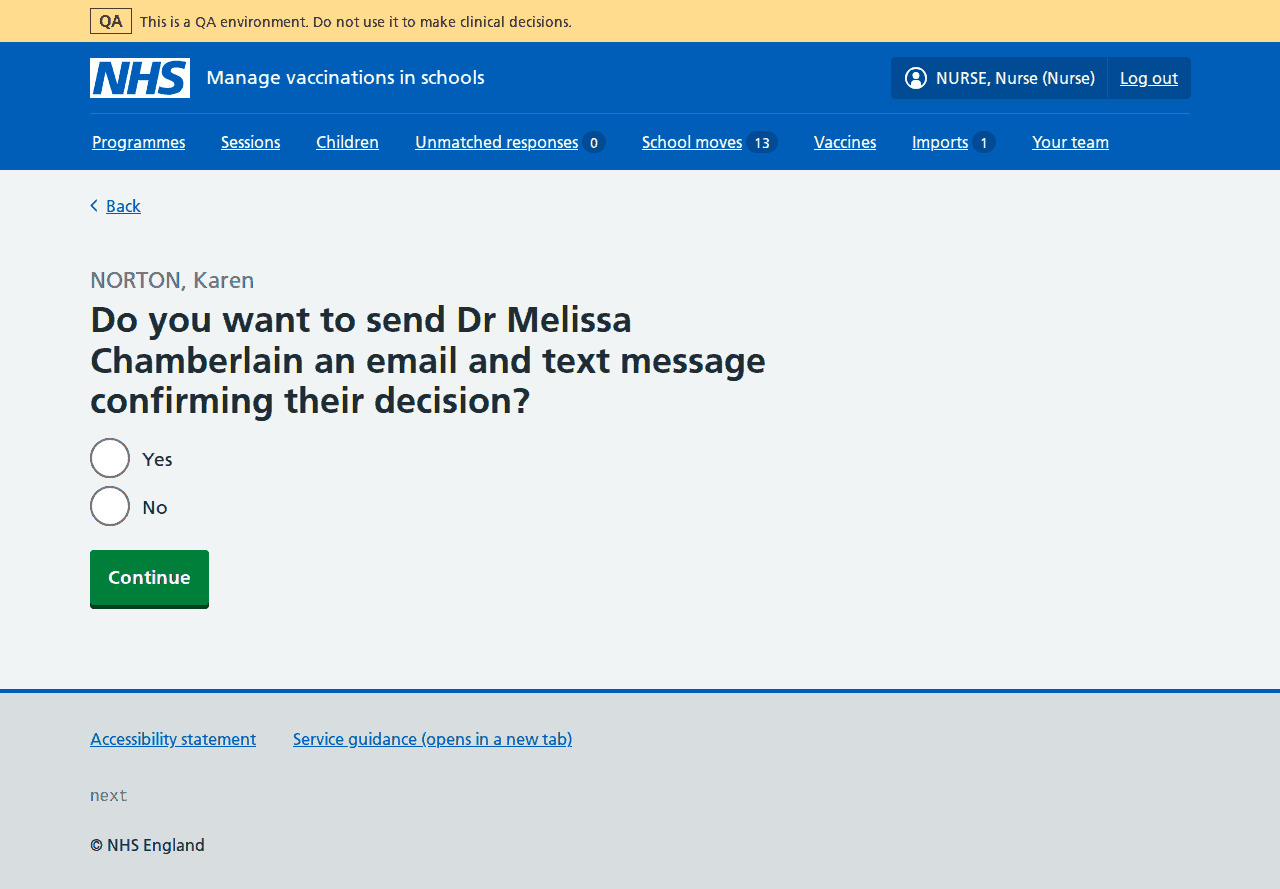 QA This is a QA environment. Do not use it to make clinical decisions.
NHS Manage vaccinations in schools NURSE, Nurse (Nurse) Log out
Programmes Sessions Children Unmatched responses 0 School moves 13 Vaccines Imports 1 Your team
Back
NORTON, Karen
Do you want to send Dr Melissa
Chamberlain an email and text message
confirming their decision?
Yes
No
Continue
Accessibility statement Service guidance (opens in a new tab)
next
© NHS England